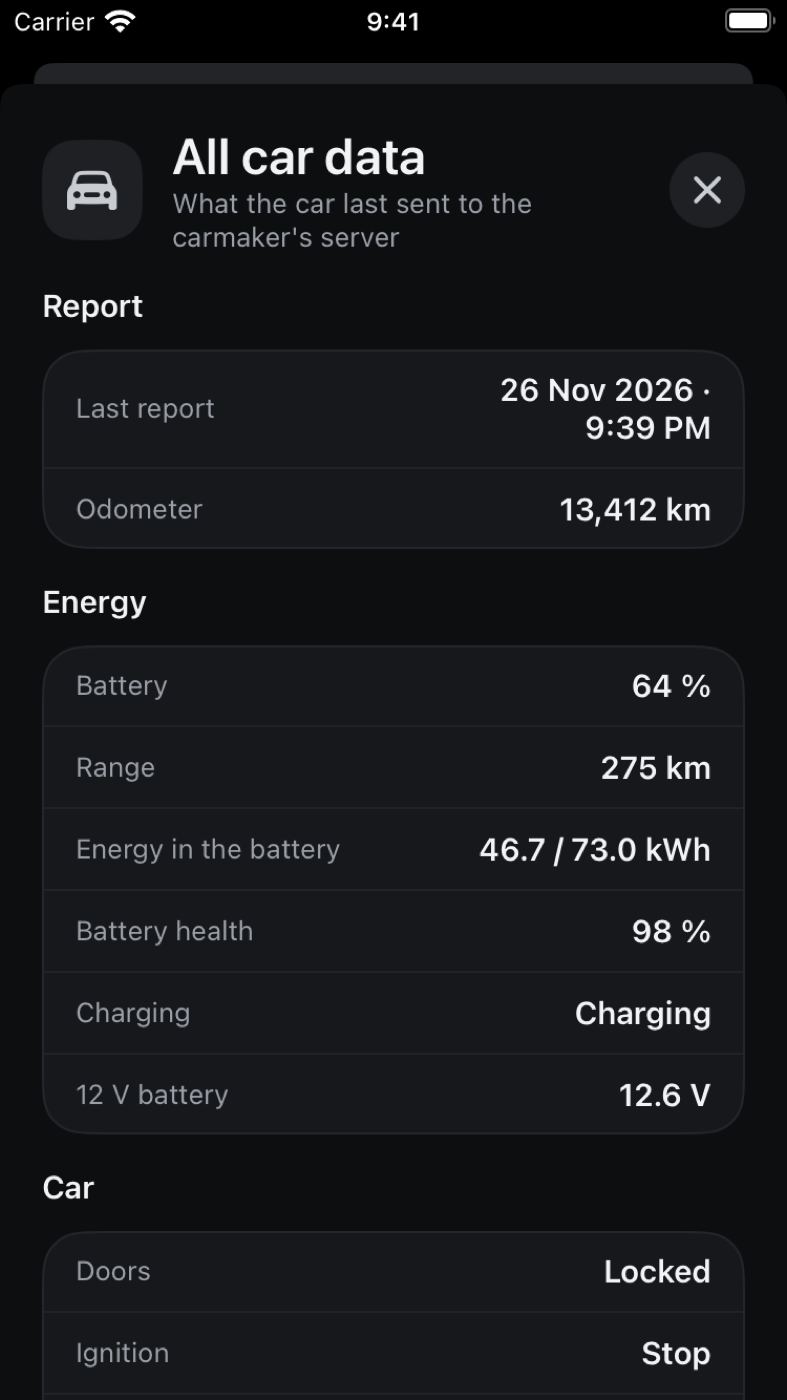 Carrier 9:41
All car data
What the car last sent to the
carmaker's server
Report
Last report 26 Nov 2026 ·
9:39 PM
Odometer 13,412 km
Energy
Battery 64 %
Range 275 km
Energy in the battery 46.7 / 73.0 kWh
Battery health 98 %
Charging Charging
12 V battery 12.6 V
Car
Doors Locked
Ignition Stop